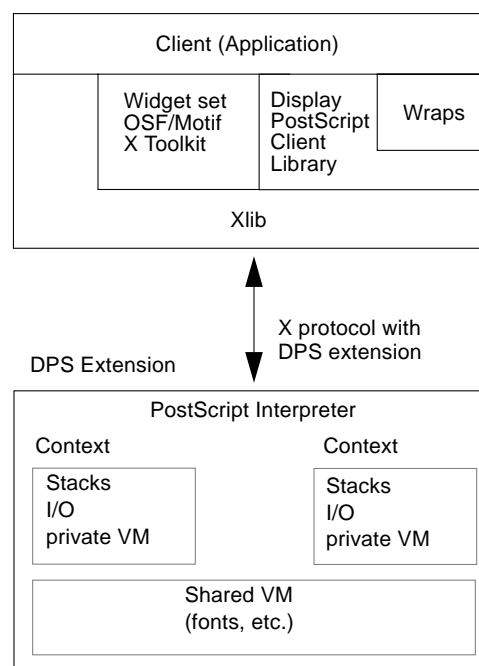 Client (Application)
Widget set
OSF/Motif
X Toolkit
Display
PostScript
Client
Library
Wraps
Xlib
X protocol with
DPS extension
DPS Extension
PostScript Interpreter
Context
Stacks
I/O
private VM
Context
Stacks
I/O
private VM
Shared VM
(fonts, etc.)